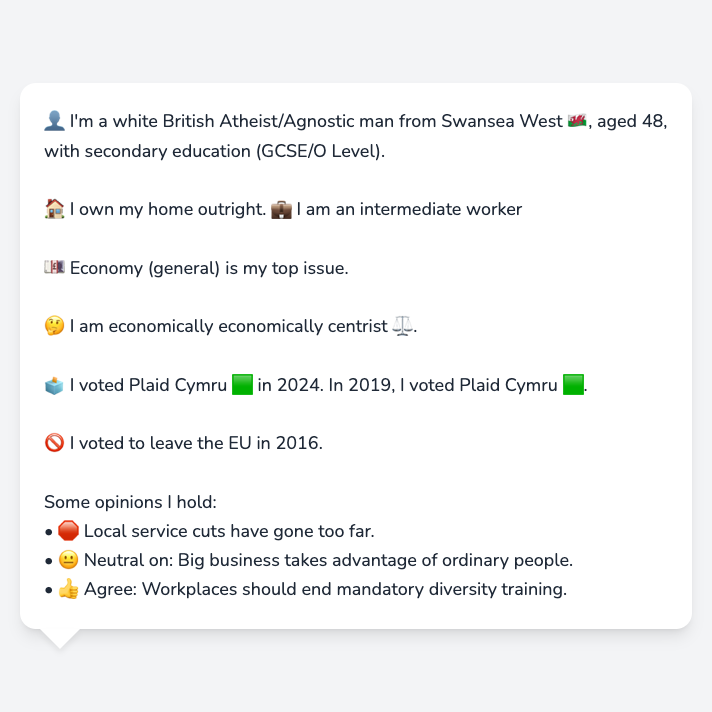 👤 I'm a white British Atheist/Agnostic man from Swansea West 🏴󠁧󠁢󠁷󠁬󠁳󠁿, aged 48,
with secondary education (GCSE/O Level).
🏠 I own my home outright. 💼 I am an intermediate worker
💷 Economy (general) is my top issue.
🤔 I am economically economically centrist ⚖️.
🗳️ I voted Plaid Cymru 🟩 in 2024. In 2019, I voted Plaid Cymru 🟩.
🚫 I voted to leave the EU in 2016.
Some opinions I hold:
• 🛑 Local service cuts have gone too far.
• 😐 Neutral on: Big business takes advantage of ordinary people.
• 👍 Agree: Workplaces should end mandatory diversity training.